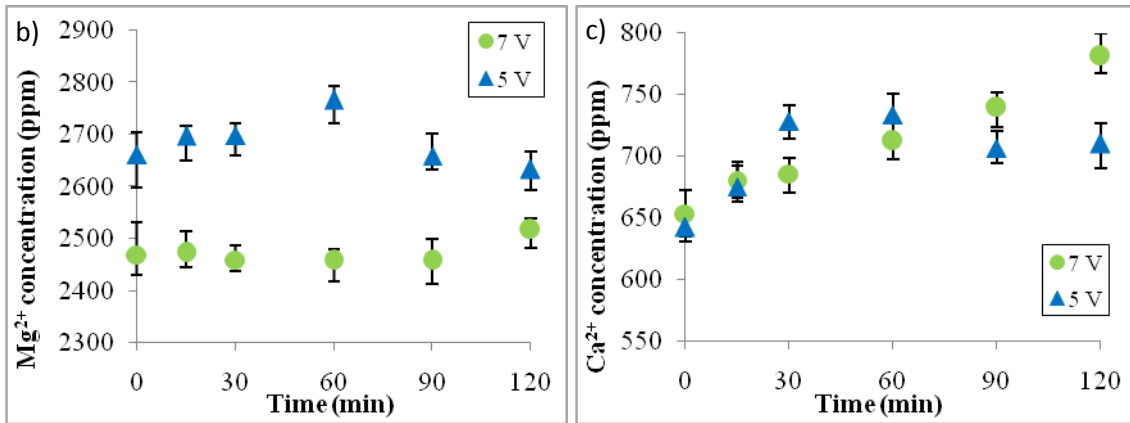 b)
Mg²⁺ concentration (ppm)
2900
2800
2700
2600
2500
2400
2300
0 30 60 90 120
Time (min)
7 V
5 V
c)
Ca²⁺ concentration (ppm)
800
750
700
650
600
550
0 30 60 90 120
Time (min)
7 V
5 V